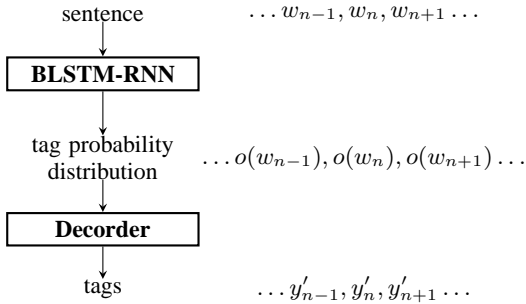 sentence … w_{n−1}, w_n, w_{n+1} …
BLSTM-RNN
tag probability
distribution … o(w_{n−1}), o(w_n), o(w_{n+1}) …
Decorder
tags … y′_{n−1}, y′_n, y′_{n+1} …